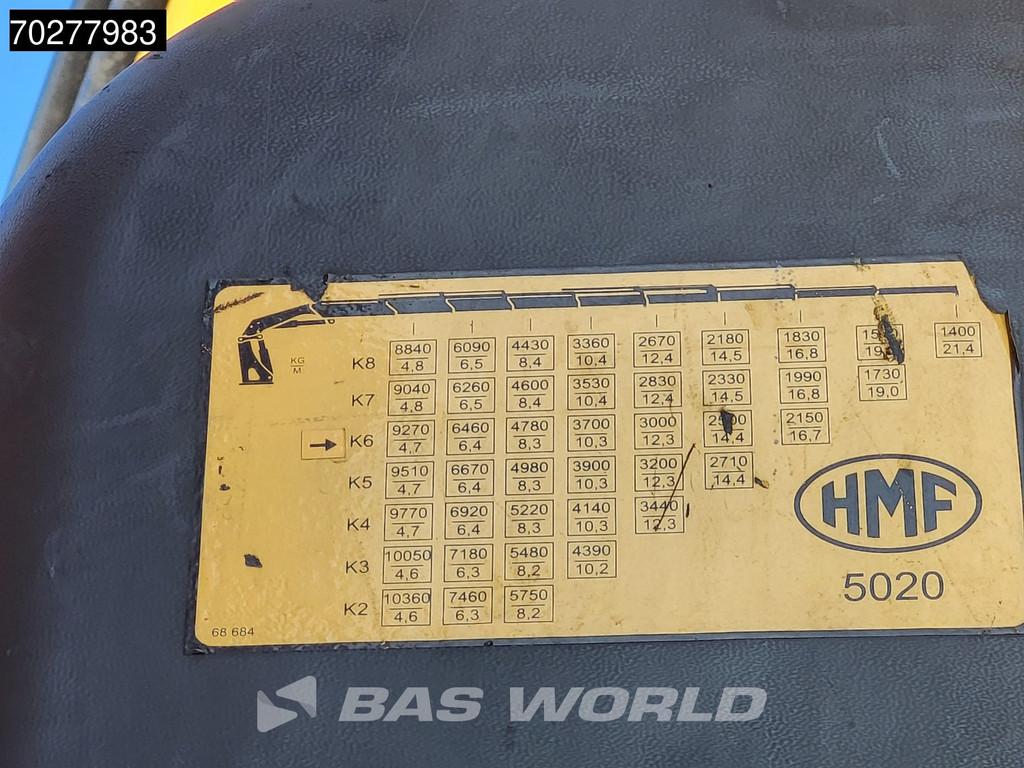 70277983
KG
M
K8 8840 6090 4430 3360 2670 2180 1830 1400
4,8 6,5 8,4 10,4 12,4 14,5 16,8 21,4
K7 9040 6260 4600 3530 2830 2330 1990 1730
4,8 6,5 8,4 10,4 12,4 14,5 16,8 19,0
K6 9270 6460 4780 3700 3000 2150
4,7 6,4 8,3 10,3 12,3 14,4 16,7
K5 9510 6670 4980 3900 3200 2710
4,7 6,4 8,3 10,3 12,3 14,4
K4 9770 6920 5220 4140 3440
4,7 6,4 8,3 10,3 12,3
K3 10050 7180 5480 4390
4,6 6,3 8,2 10,2
K2 10360 7460 5750
4,6 6,3 8,2
HMF
5020
68 684
BAS WORLD